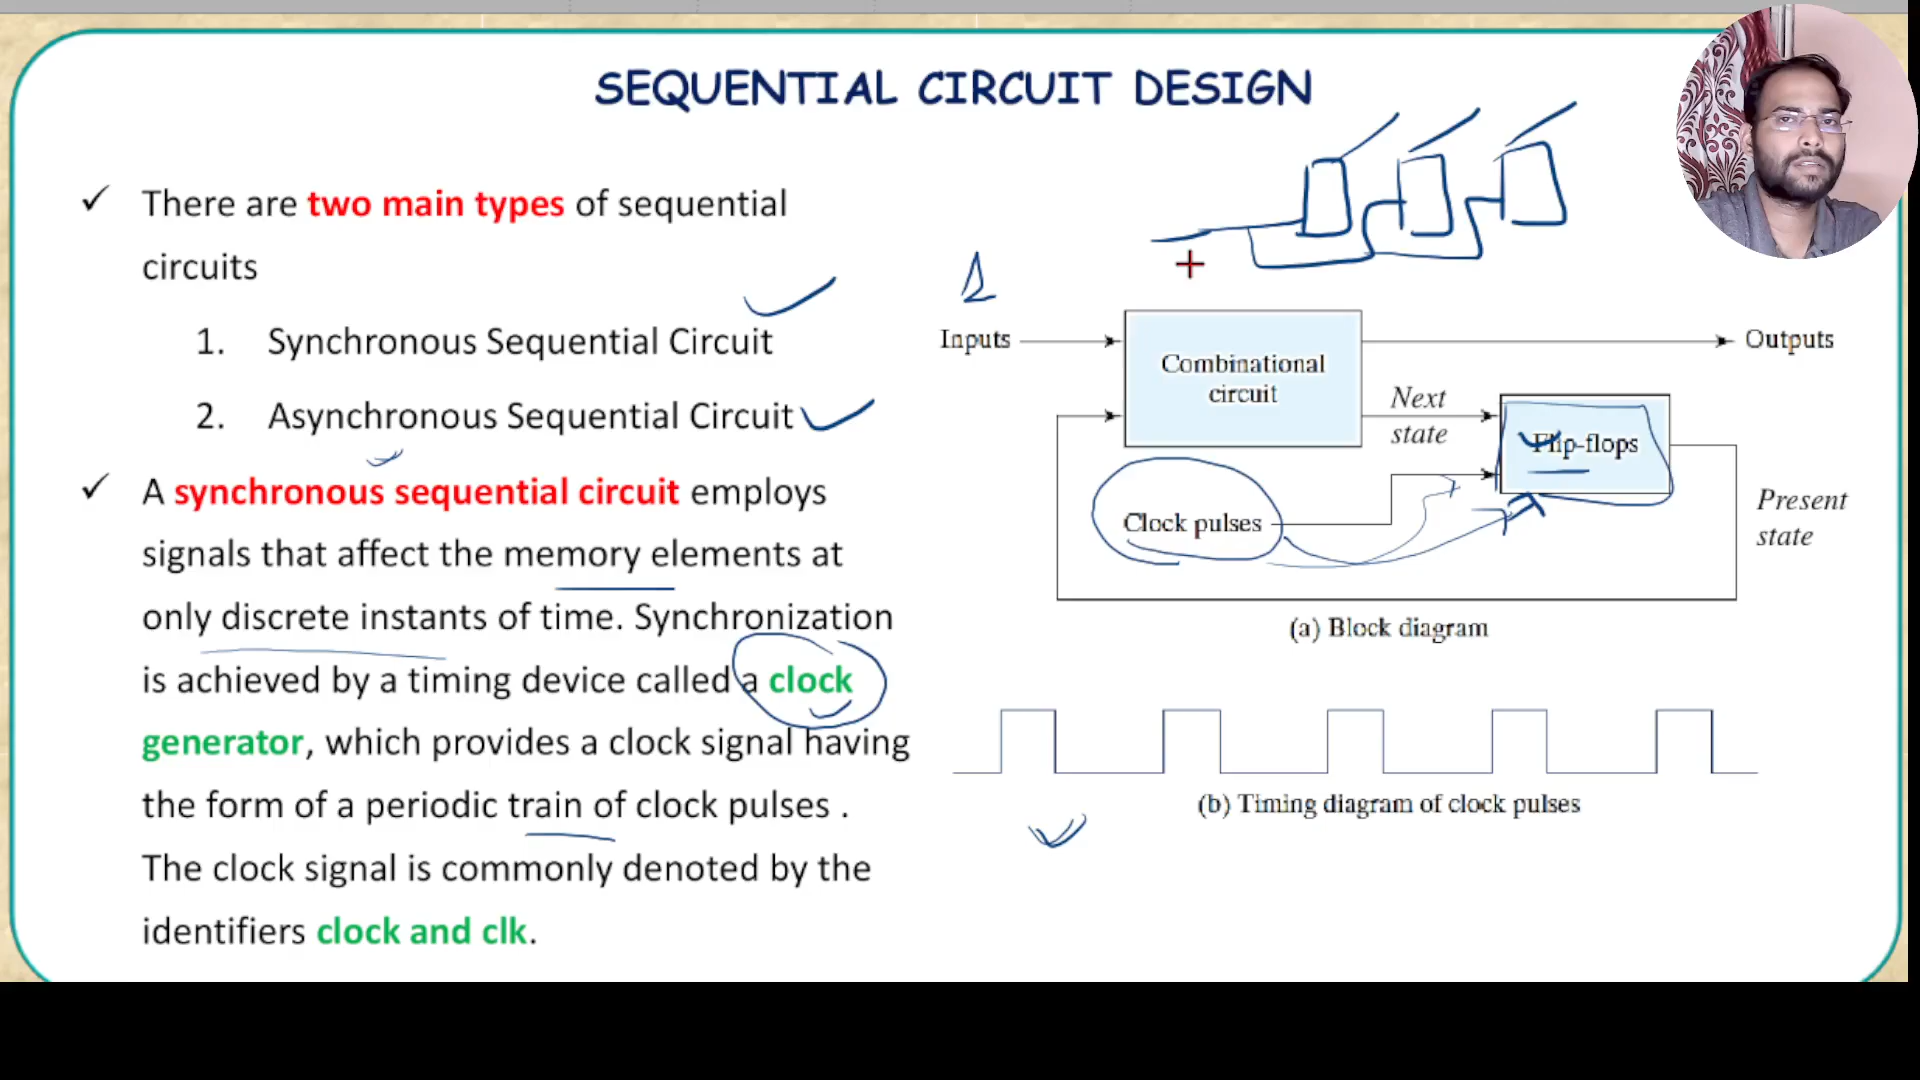 SEQUENTIAL CIRCUIT DESIGN
✓ There are two main types of sequential
circuits
1. Synchronous Sequential Circuit
2. Asynchronous Sequential Circuit
✓ A synchronous sequential circuit employs
signals that affect the memory elements at
only discrete instants of time. Synchronization
is achieved by a timing device called a clock
generator, which provides a clock signal having
the form of a periodic train of clock pulses .
The clock signal is commonly denoted by the
identifiers clock and clk.
Inputs
Combinational
circuit
Outputs
Next
state
Flip-flops
Clock pulses
Present
state
(a) Block diagram
(b) Timing diagram of clock pulses